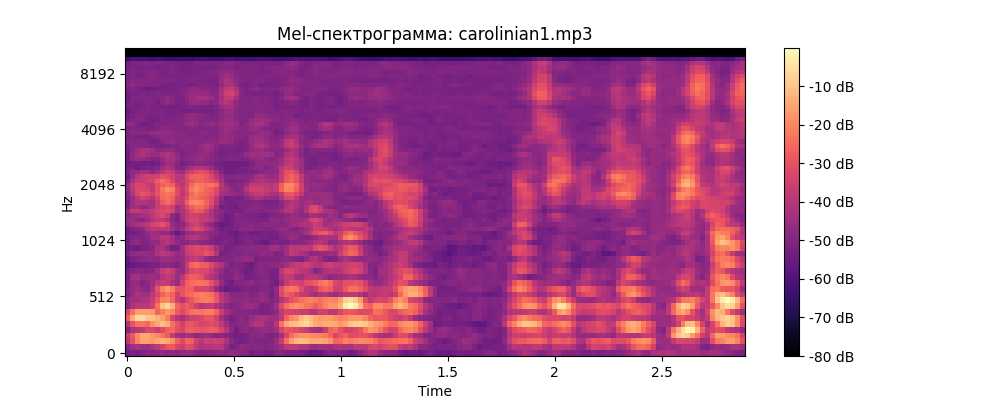 Mel-спектрограмма: carolinian1.mp3
8192
4096
2048
1024
512
0
Hz
0
0.5
1
1.5
2
2.5
Time
-10 dB
-20 dB
-30 dB
-40 dB
-50 dB
-60 dB
-70 dB
-80 dB